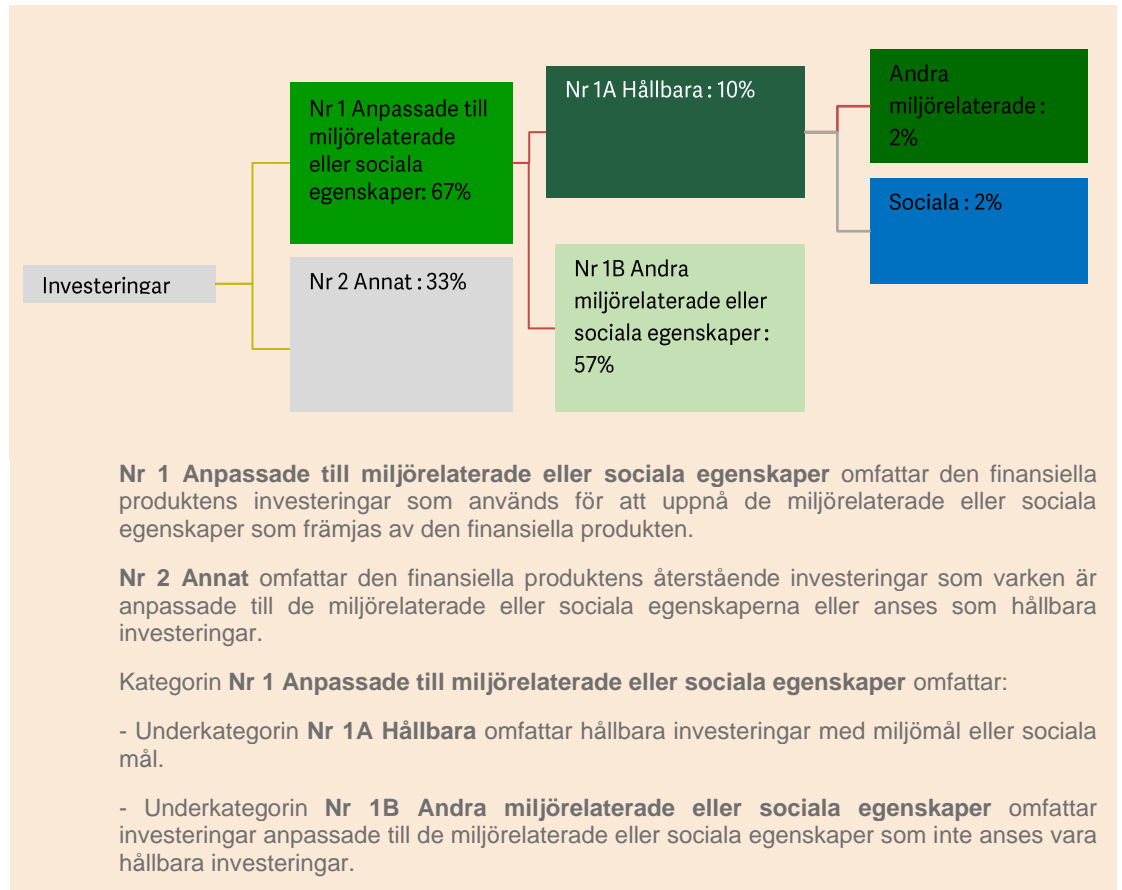 Investeringar
Nr 1 Anpassade till
miljörelaterade
eller sociala
egenskaper: 67%
Nr 2 Annat : 33%
Nr 1A Hållbara : 10%
Nr 1B Andra
miljörelaterade eller
sociala egenskaper :
57%
Andra
miljörelaterade :
2%
Sociala : 2%
Nr 1 Anpassade till miljörelaterade eller sociala egenskaper omfattar den finansiella
produktens investeringar som används för att uppnå de miljörelaterade eller sociala
egenskaper som främjas av den finansiella produkten.
Nr 2 Annat omfattar den finansiella produktens återstående investeringar som varken är
anpassade till de miljörelaterade eller sociala egenskaperna eller anses som hållbara
investeringar.
Kategorin Nr 1 Anpassade till miljörelaterade eller sociala egenskaper omfattar:
- Underkategorin Nr 1A Hållbara omfattar hållbara investeringar med miljömål eller sociala
mål.
- Underkategorin Nr 1B Andra miljörelaterade eller sociala egenskaper omfattar
investeringar anpassade till de miljörelaterade eller sociala egenskaper som inte anses vara
hållbara investeringar.